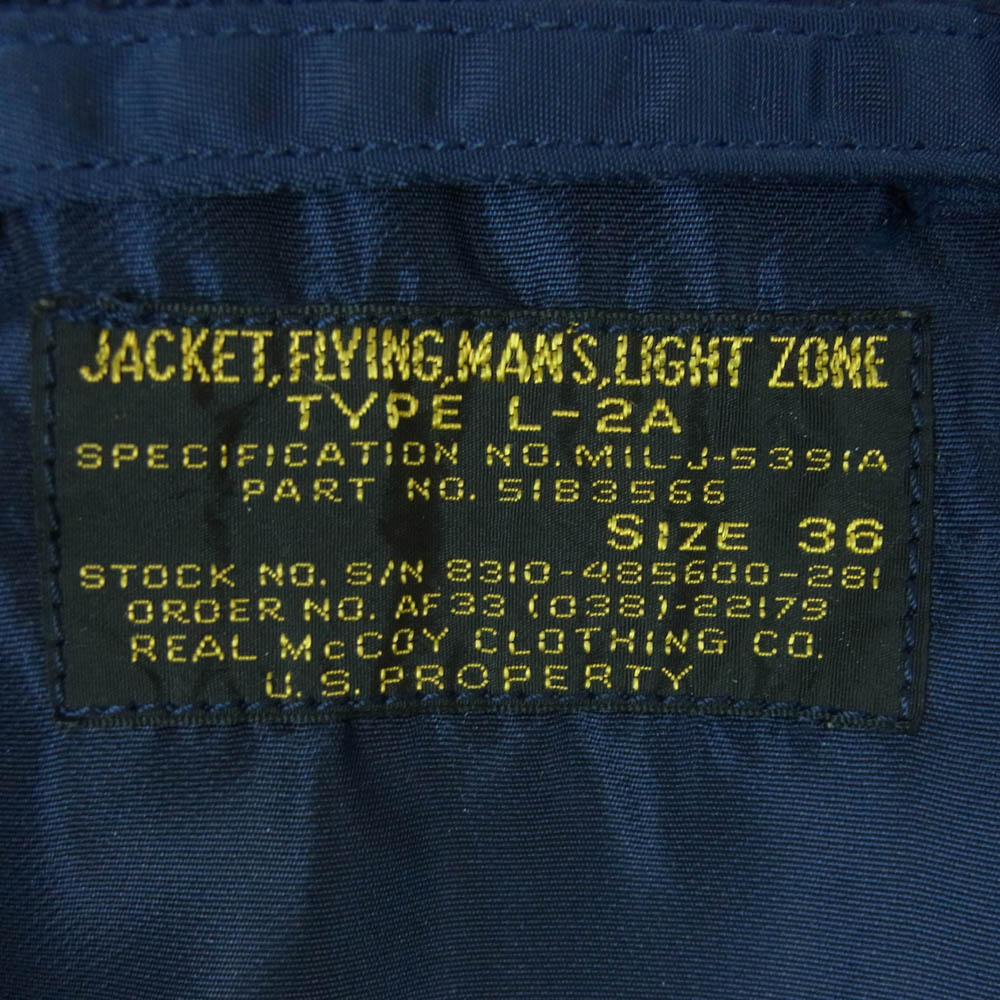 JACKET, FLYING, MAN'S, LIGHT ZONE
TYPE L-2A
SPECIFICATION NO. MIL-J-5391A
PART NO. 51B3566
SIZE 36
STOCK NO. S/N 8310-485600-281
ORDER NO. AF33 (038)-22179
REAL McCOY CLOTHING CO.
U. S. PROPERTY